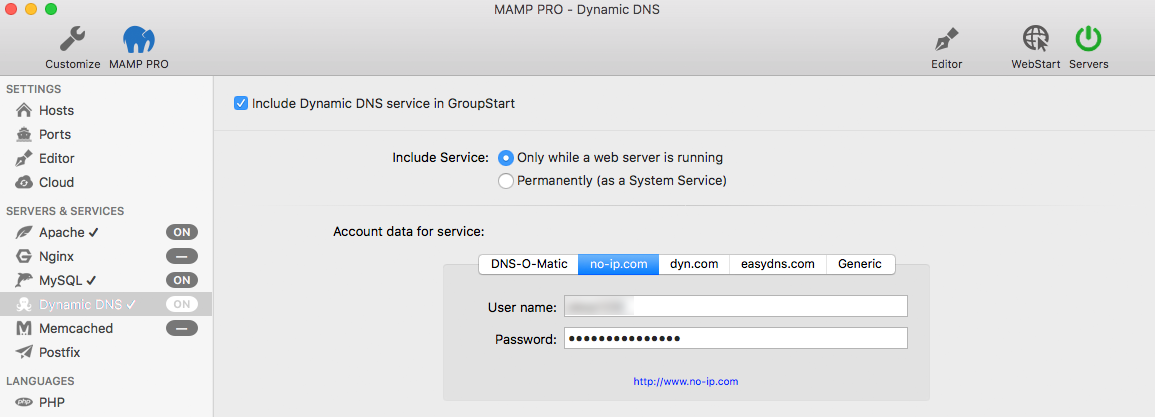 MAMP PRO - Dynamic DNS
Customize MAMP PRO Editor WebStart Servers
SETTINGS
Hosts
Ports
Editor
Cloud
SERVERS & SERVICES
Apache ✓ ON
Nginx —
MySQL ✓ ON
Dynamic DNS ✓ ON
Memcached —
Postfix
LANGUAGES
php PHP
Include Dynamic DNS service in GroupStart
Include Service: Only while a web server is running
Permanently (as a System Service)
Account data for service:
DNS-O-Matic no-ip.com dyn.com easydns.com Generic
User name:
Password: •••••••••••••••
http://www.no-ip.com